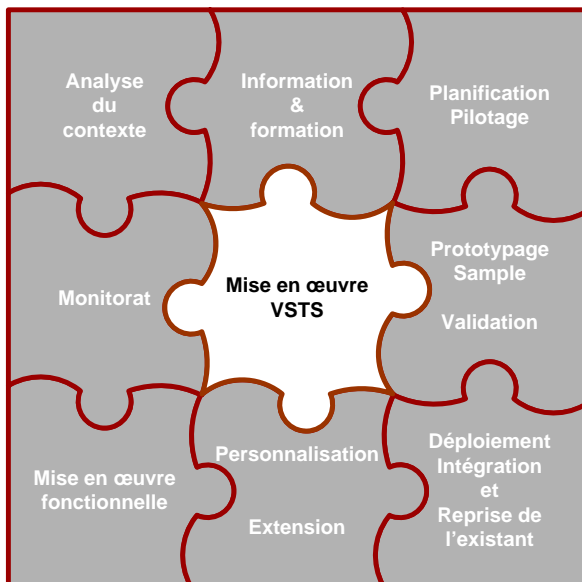 Analyse
du
contexte
Information
&
formation
Planification
Pilotage
Monitorat
Mise en œuvre
VSTS
Prototypage
Sample
Validation
Mise en œuvre
fonctionnelle
Personnalisation
Extension
Déploiement
Intégration
et
Reprise de
l'existant